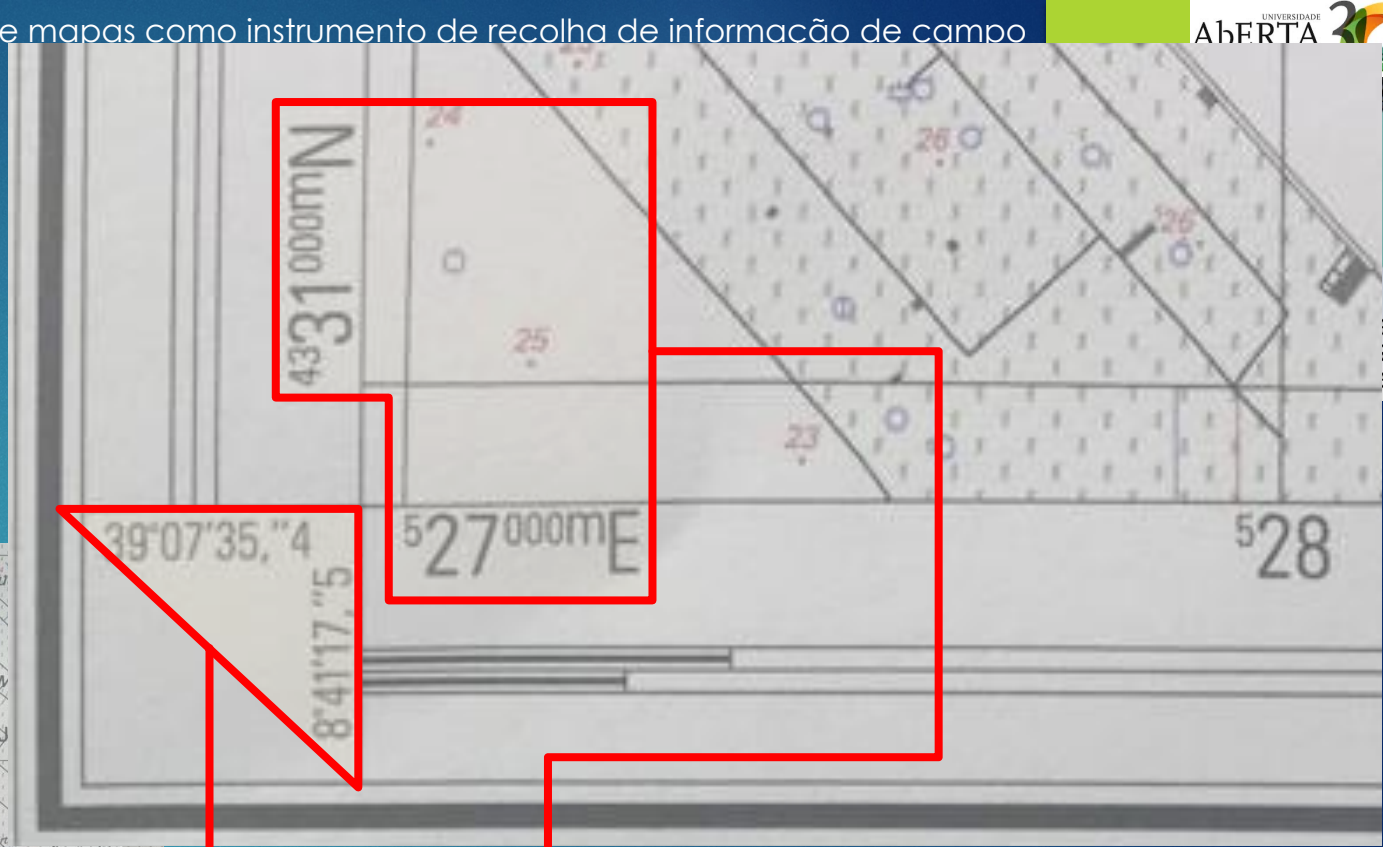 e mapas como instrumento de recolha de informação de campo
UNIVERSIDADE
AbERTA
24
26
26
4331000mN
25
23
39°07'35,"4
527000mE
528
8°41'17,"5